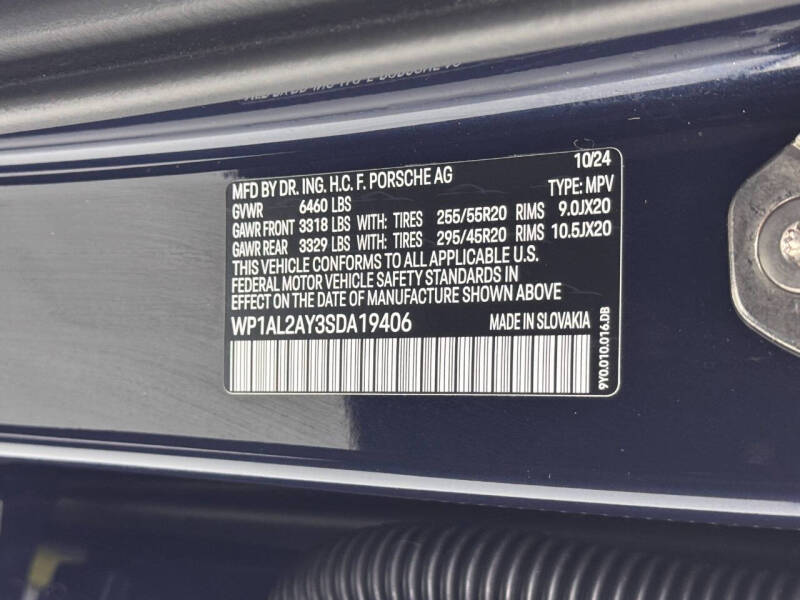 MFD BY DR. ING. H.C. F. PORSCHE AG 10/24
GVWR 6460 LBS TYPE: MPV
GAWR FRONT 3318 LBS WITH: TIRES 255/55R20 RIMS 9.0JX20
GAWR REAR 3329 LBS WITH: TIRES 295/45R20 RIMS 10.5JX20
THIS VEHICLE CONFORMS TO ALL APPLICABLE U.S.
FEDERAL MOTOR VEHICLE SAFETY STANDARDS IN
EFFECT ON THE DATE OF MANUFACTURE SHOWN ABOVE
WP1AL2AY3SDA19406 MADE IN SLOVAKIA
9Y0.010.016.DB